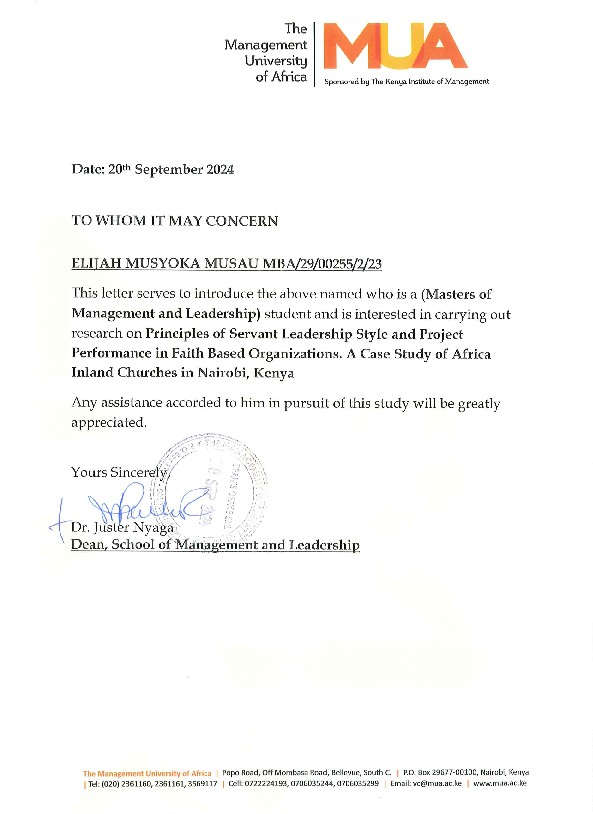 The
Management
University
of Africa
MUA
Sponsored by The Kenya Institute of Management
Date: 20th September 2024
TO WHOM IT MAY CONCERN
ELIJAH MUSYOKA MUSAU MBA/29/00255/2/23
This letter serves to introduce the above named who is a (Masters of
Management and Leadership) student and is interested in carrying out
research on Principles of Servant Leadership Style and Project
Performance in Faith Based Organizations. A Case Study of Africa
Inland Churches in Nairobi, Kenya
Any assistance accorded to him in pursuit of this study will be greatly
appreciated.
Yours Sincerely,
Dr. Juster Nyaga
Dean, School of Management and Leadership
The Management University of Africa | Popo Road, Off Mombasa Road, Bellevue, South C. | P.O. Box 29677-00100, Nairobi, Kenya
| Tel: (020) 2361160, 2361161, 3569117 | Cell: 0722224193, 0706035244, 0706035299 | Email: vc@mua.ac.ke | www.mua.ac.ke